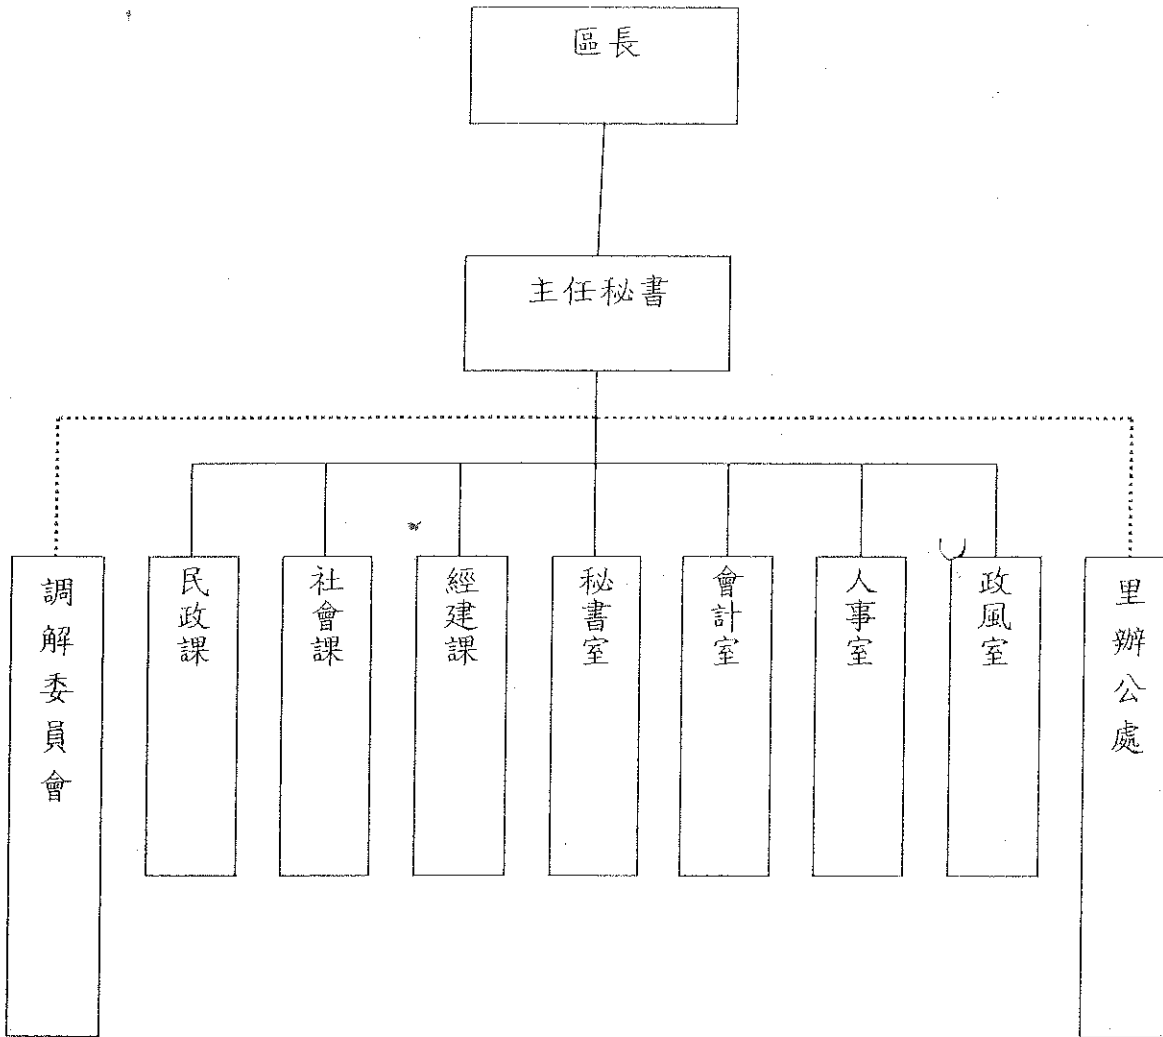 區長
主任秘書
調解委員會
民政課
社會課
經建課
秘書室
會計室
人事室
政風室
里辦公處